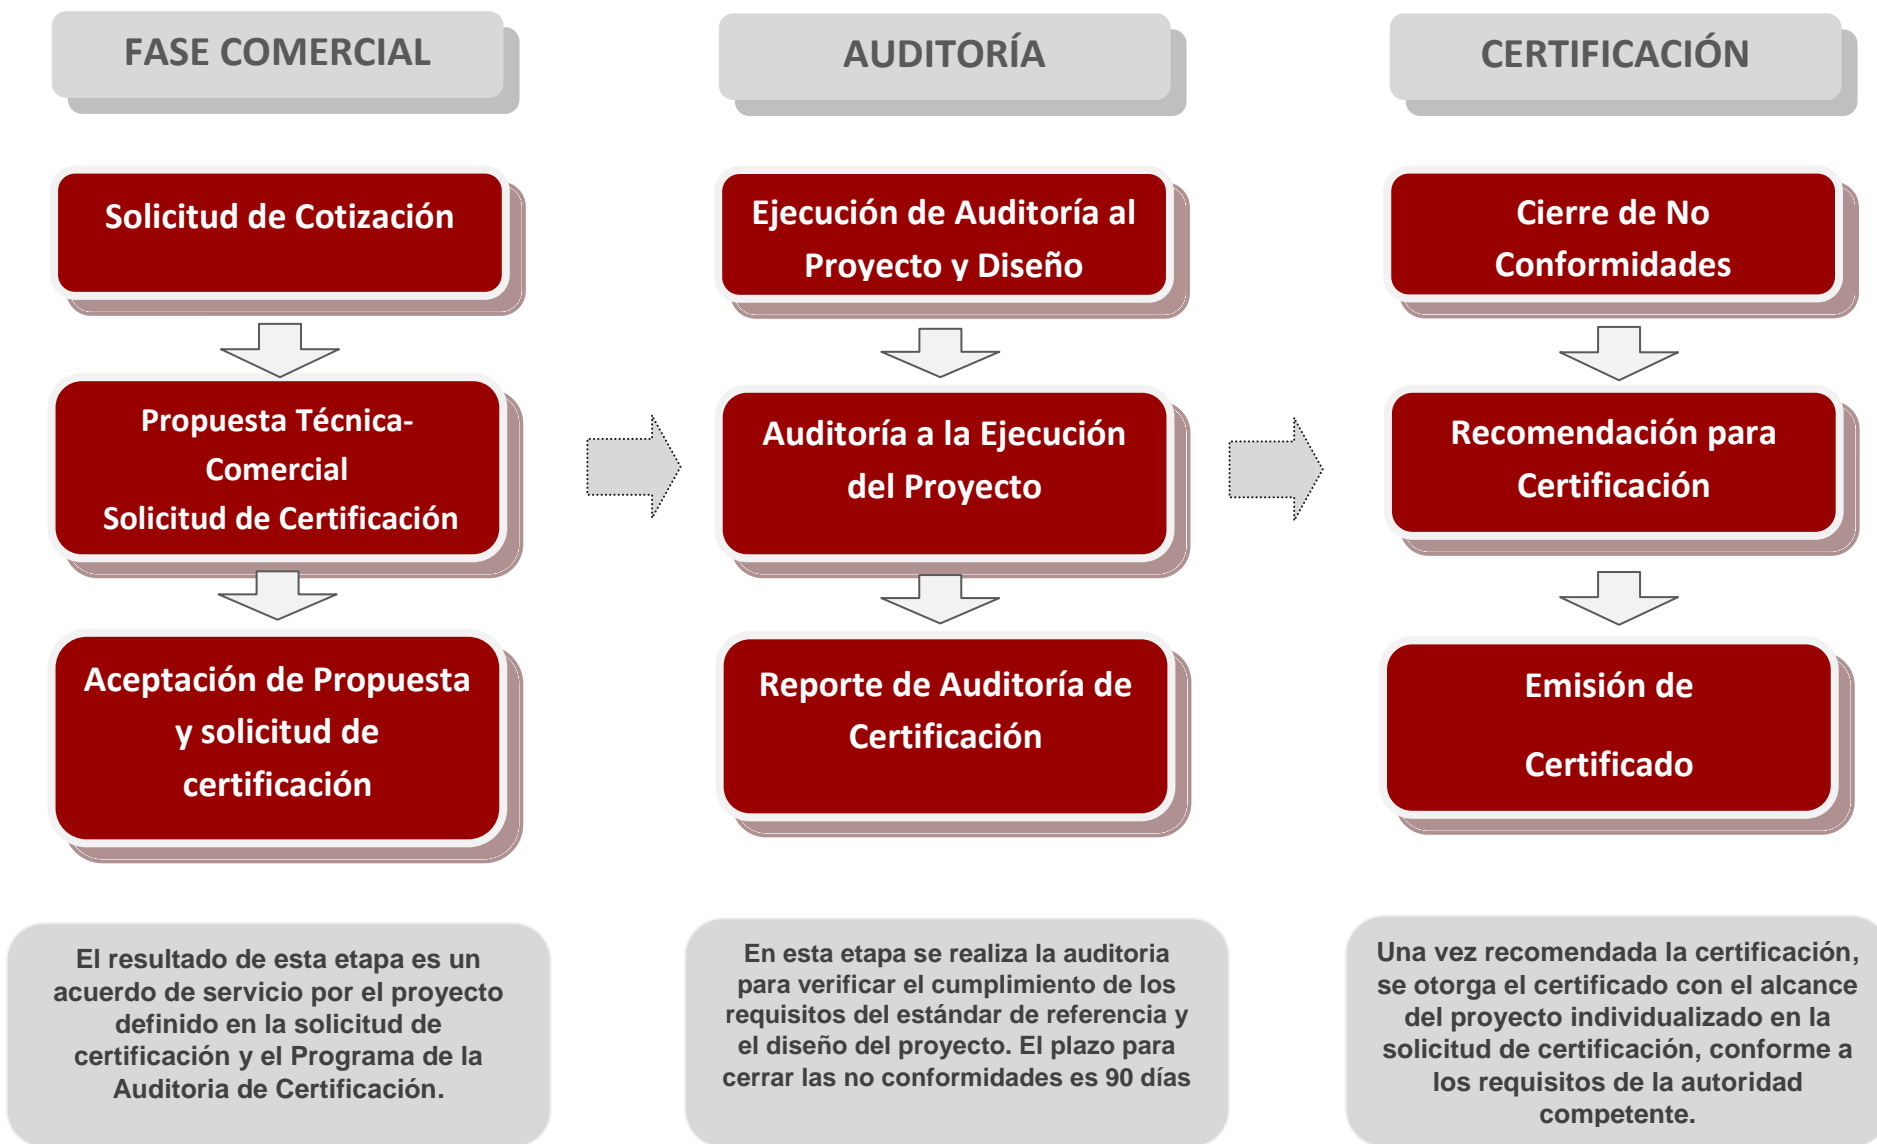 FASE COMERCIAL
Solicitud de Cotización
Propuesta Técnica-
Comercial
Solicitud de Certificación
Aceptación de Propuesta
y solicitud de
certificación
El resultado de esta etapa es un
acuerdo de servicio por el proyecto
definido en la solicitud de
certificación y el Programa de la
Auditoria de Certificación.
AUDITORÍA
Ejecución de Auditoría al
Proyecto y Diseño
Auditoría a la Ejecución
del Proyecto
Reporte de Auditoría de
Certificación
En esta etapa se realiza la auditoria
para verificar el cumplimiento de los
requisitos del estándar de referencia y
el diseño del proyecto. El plazo para
cerrar las no conformidades es 90 días
CERTIFICACIÓN
Cierre de No
Conformidades
Recomendación para
Certificación
Emisión de
Certificado
Una vez recomendada la certificación,
se otorga el certificado con el alcance
del proyecto individualizado en la
solicitud de certificación, conforme a
los requisitos de la autoridad
competente.